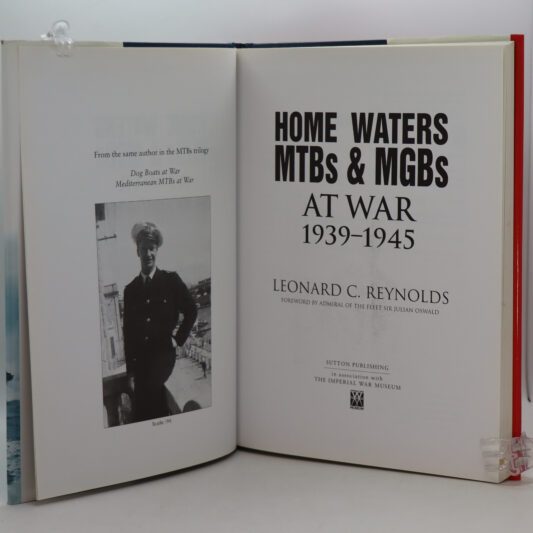 From the same author in the MTBs trilogy
Dog Boats at War
Mediterranean MTBs at War
HOME WATERS
MTBs & MGBs
AT WAR
1939–1945
LEONARD C. REYNOLDS
FOREWORD BY ADMIRAL OF THE FLEET SIR JULIAN OSWALD
SUTTON PUBLISHING
in association with
THE IMPERIAL WAR MUSEUM